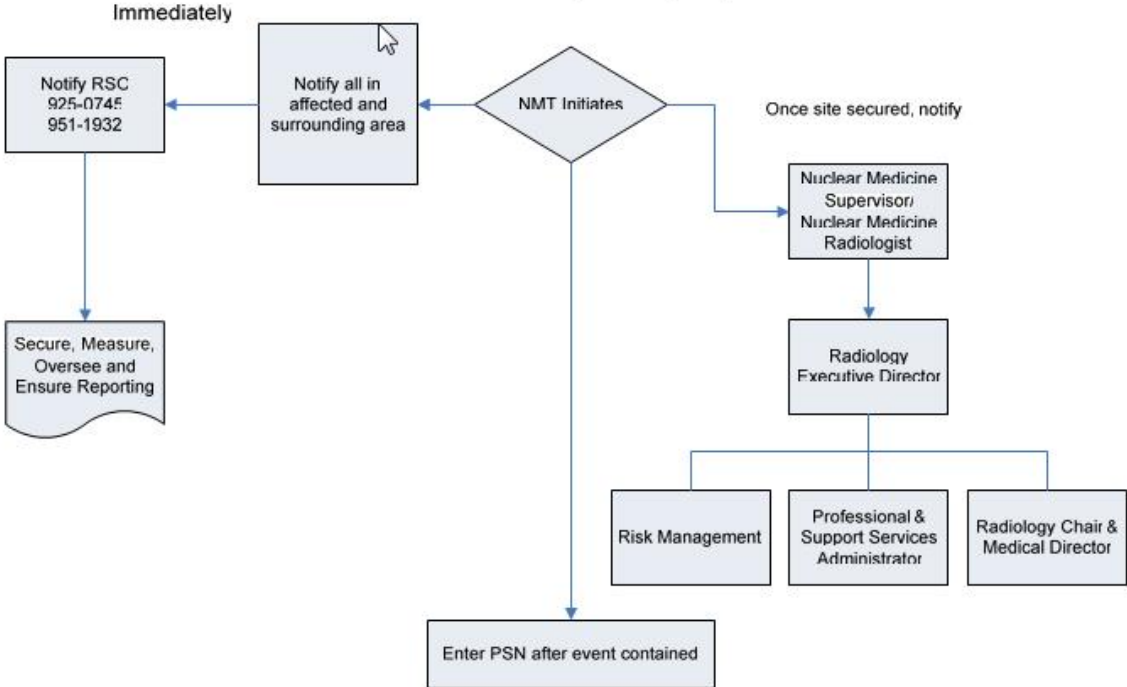 Immediately
Notify RSC
925-0745
951-1932
Notify all in
affected and
surrounding area
NMT Initiates
Once site secured, notify
Nuclear Medicine
Supervisor/
Nuclear Medicine
Radiologist
Secure, Measure,
Oversee and
Ensure Reporting
Radiology
Executive Director
Risk Management
Professional &
Support Services
Administrator
Radiology Chair &
Medical Director
Enter PSN after event contained